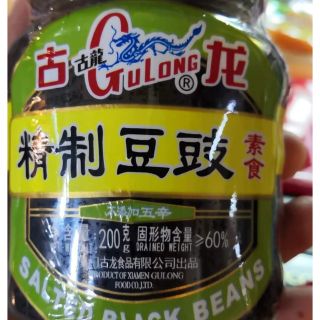 古 古龍 GULONG® 龙
精制豆豉 素食
不添加五辛
200克 固形物含量 >60%
g DRAINED WEIGHT
古龙食品有限公司出品
PRODUCT OF XIAMEN GULONG
FOOD CO.,LTD.
SALTED BLACK BEANS